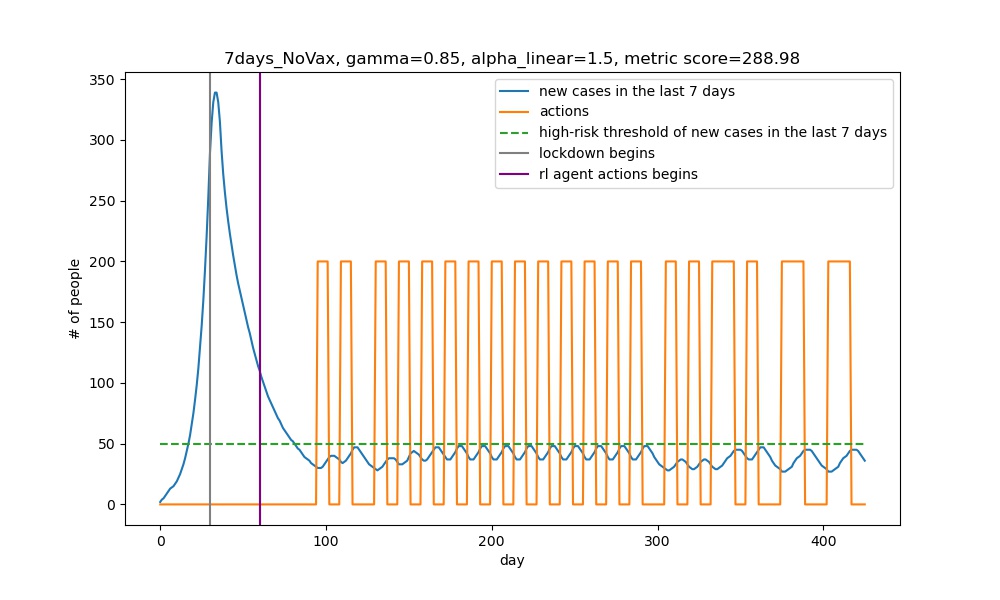 7days_NoVax, gamma=0.85, alpha_linear=1.5, metric score=288.98
new cases in the last 7 days
actions
high-risk threshold of new cases in the last 7 days
lockdown begins
rl agent actions begins
# of people
350
300
250
200
150
100
50
0
0 100 200 300 400
day